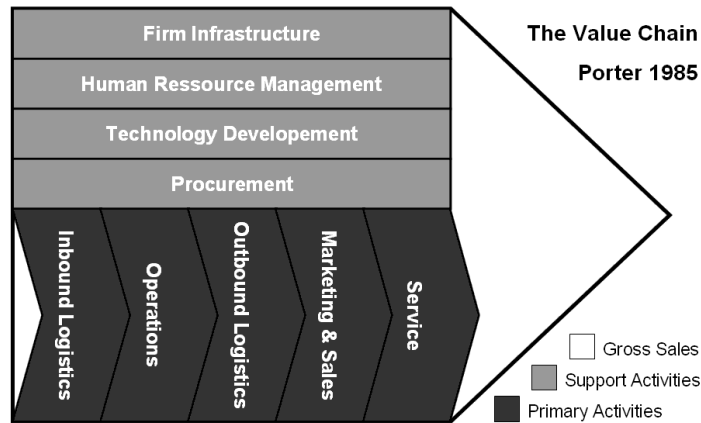 Firm Infrastructure
Human Ressource Management
Technology Developement
Procurement
Inbound Logistics
Operations
Outbound Logistics
Marketing & Sales
Service
The Value Chain
Porter 1985
Gross Sales
Support Activities
Primary Activities